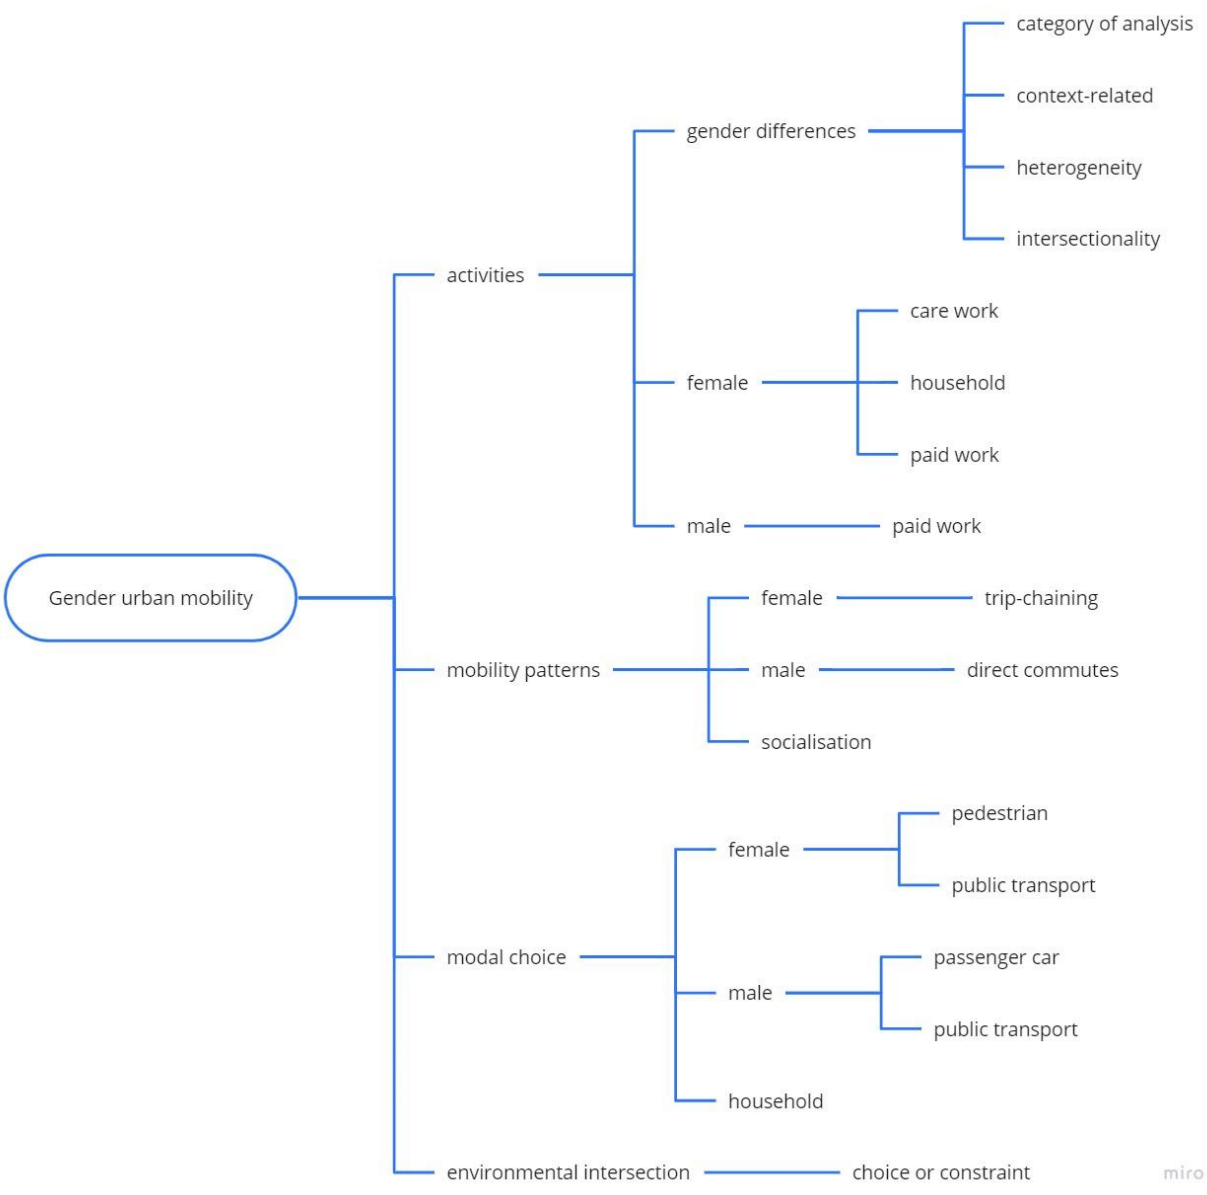 category of analysis
context-related
gender differences
heterogeneity
intersectionality
activities
care work
female
household
paid work
male
paid work
Gender urban mobility
female
trip-chaining
mobility patterns
male
direct commutes
socialisation
pedestrian
female
public transport
modal choice
passenger car
male
public transport
household
environmental intersection
choice or constraint
miro